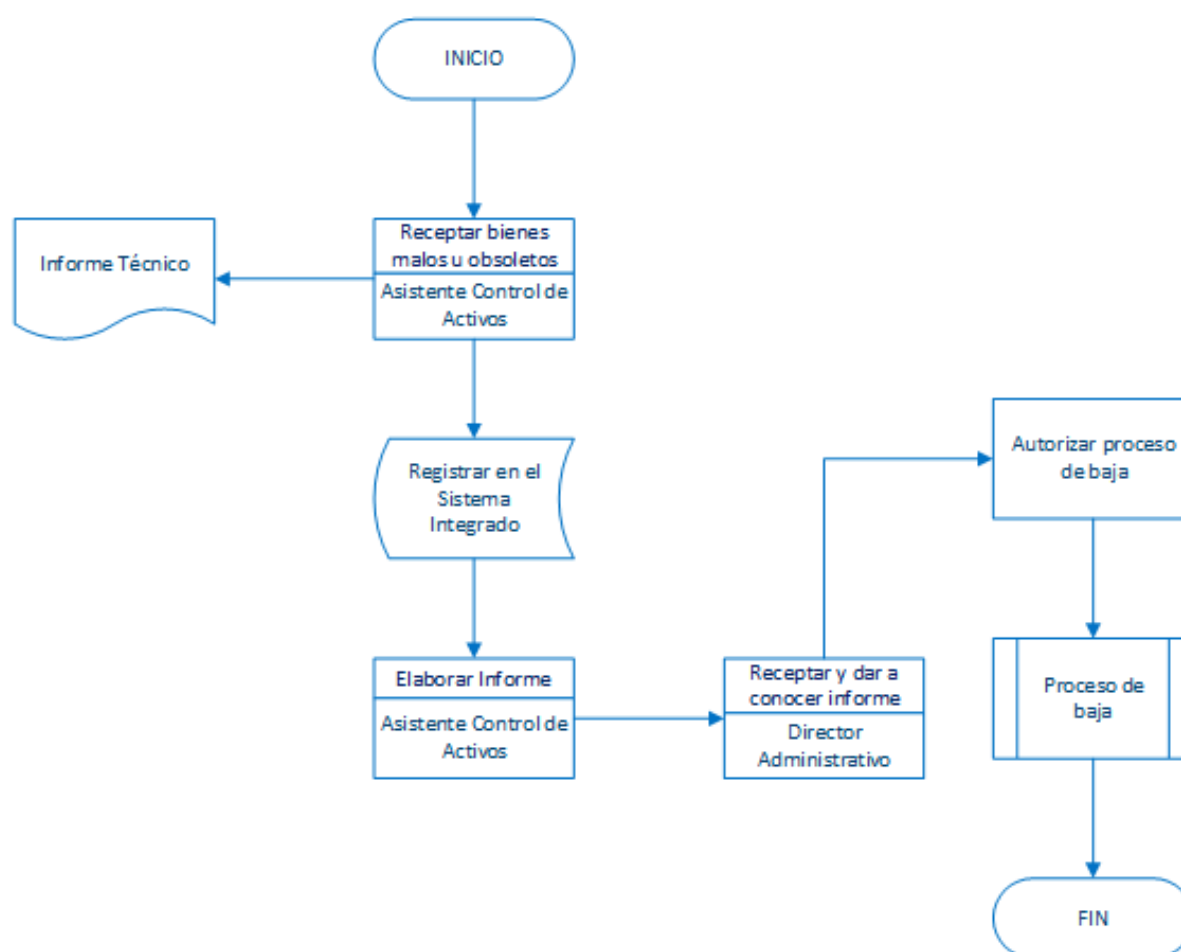 INICIO
Informe Técnico
Receptar bienes
malos u obsoletos
Asistente Control de
Activos
Registrar en el
Sistema
Integrado
Elaborar Informe
Asistente Control de
Activos
Receptar y dar a
conocer informe
Director
Administrativo
Autorizar proceso
de baja
Proceso de
baja
FIN